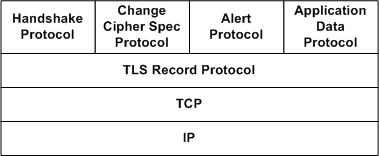 Handshake
Protocol
Change
Cipher Spec
Protocol
Alert
Protocol
Application
Data
Protocol
TLS Record Protocol
TCP
IP